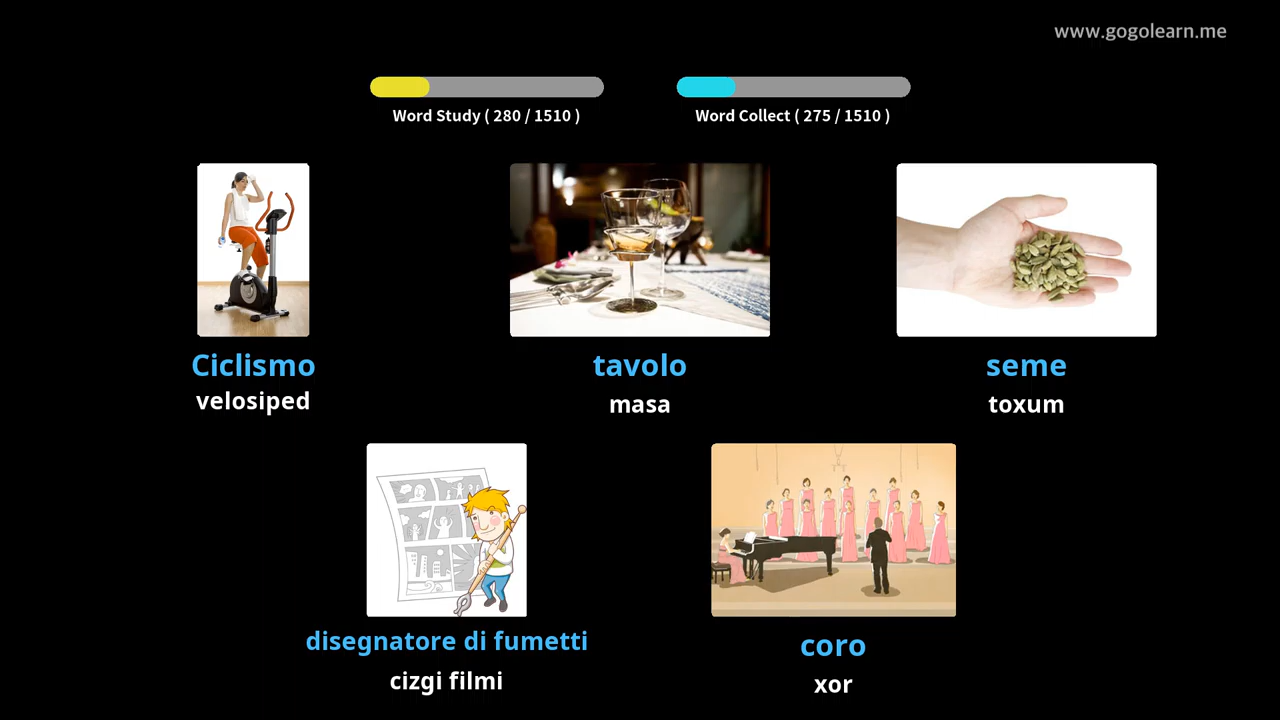 www.gogolearn.me
Word Study ( 280 / 1510 )
Word Collect ( 275 / 1510 )
Ciclismo
velosiped
tavolo
masa
seme
toxum
disegnatore di fumetti
cizgi filmi
coro
xor